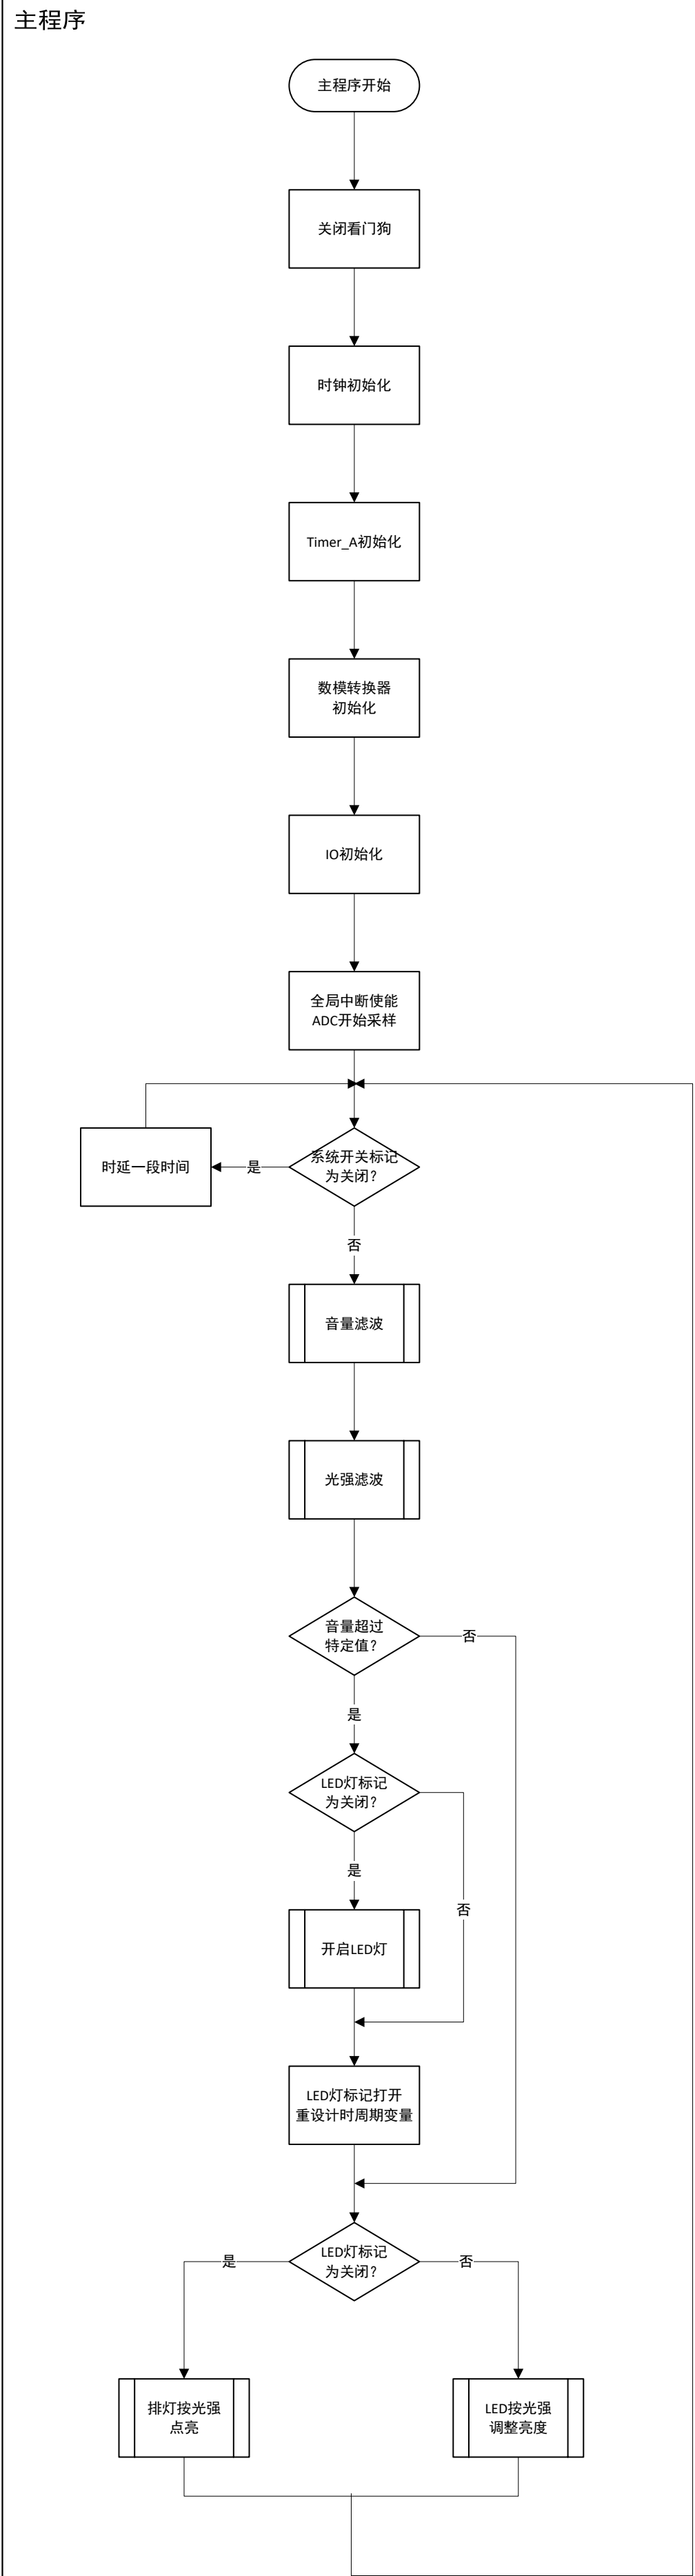 主程序
主程序开始
关闭看门狗
时钟初始化
Timer_A初始化
数模转换器
初始化
IO初始化
全局中断使能
ADC开始采样
系统开关标记
为关闭?
是
时延一段时间
否
音量滤波
光强滤波
音量超过
特定值?
否
是
LED灯标记
为关闭?
是
否
开启LED灯
LED灯标记打开
重设计时周期变量
LED灯标记
为关闭?
是
否
排灯按光强
点亮
LED按光强
调整亮度